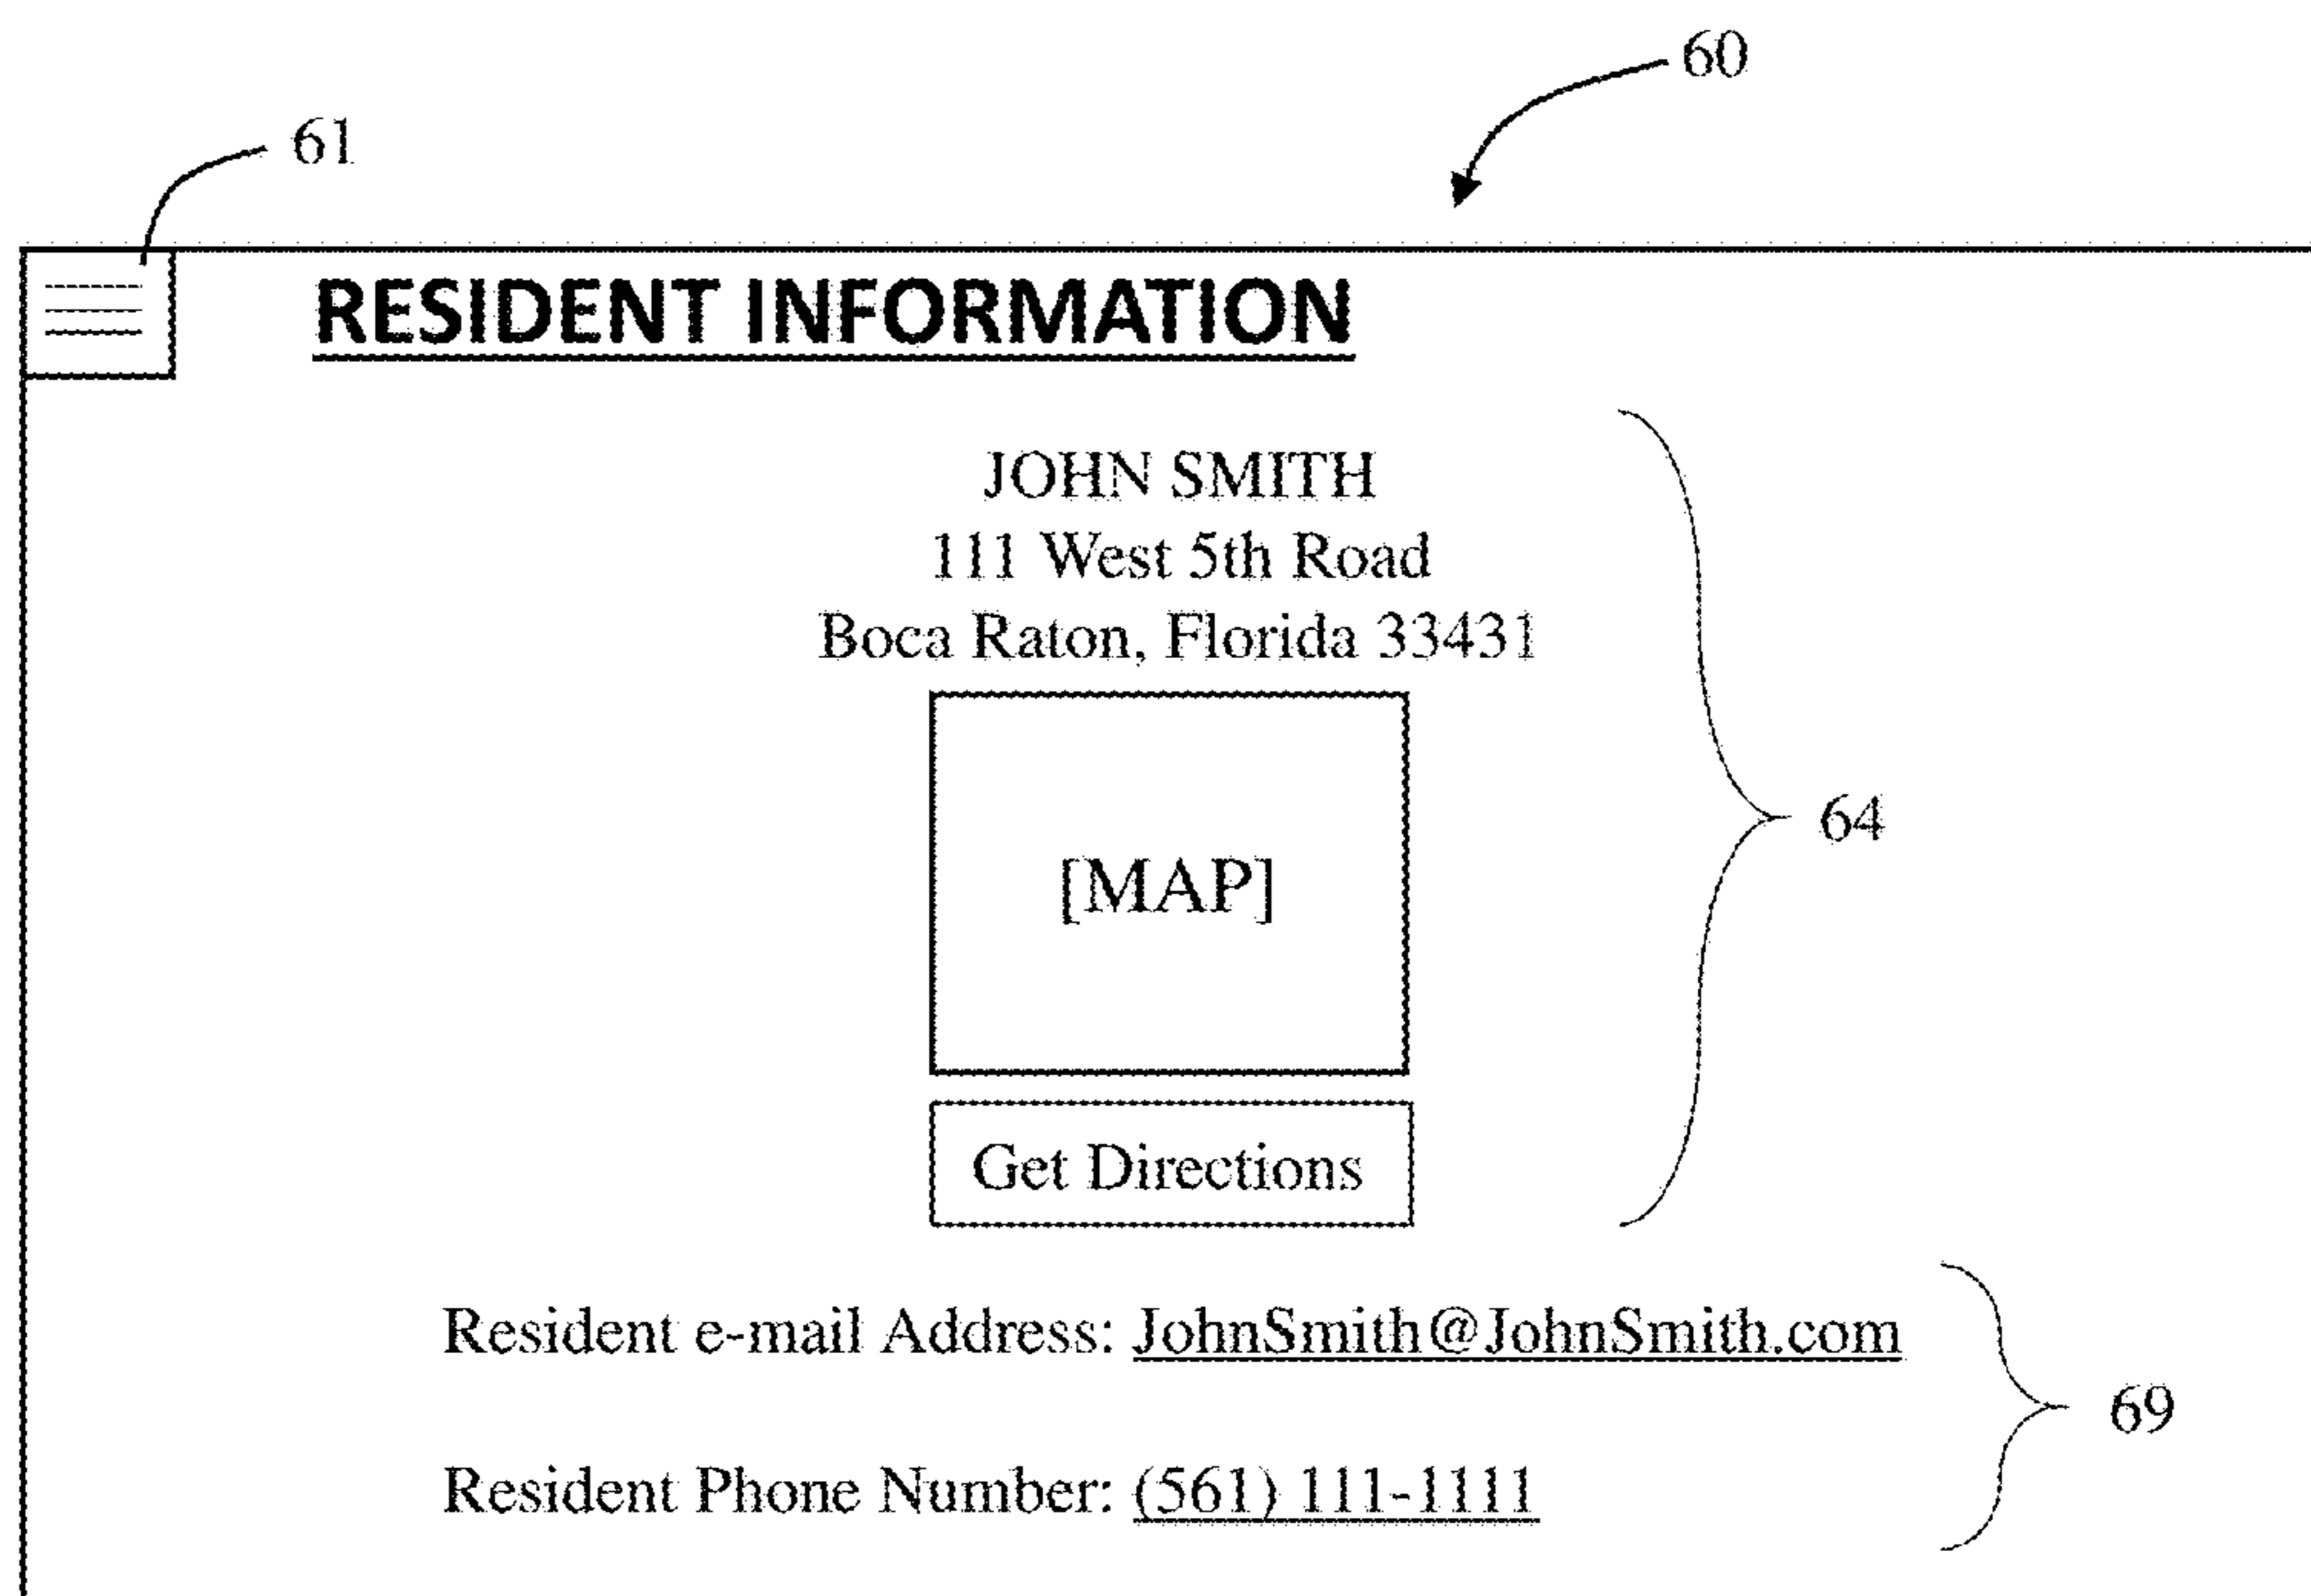 60
61
RESIDENT INFORMATION
JOHN SMITH
111 West 5th Road
Boca Raton, Florida 33431
[MAP]
64
Get Directions
Resident e-mail Address: JohnSmith@JohnSmith.com
69
Resident Phone Number: (561) 111-1111